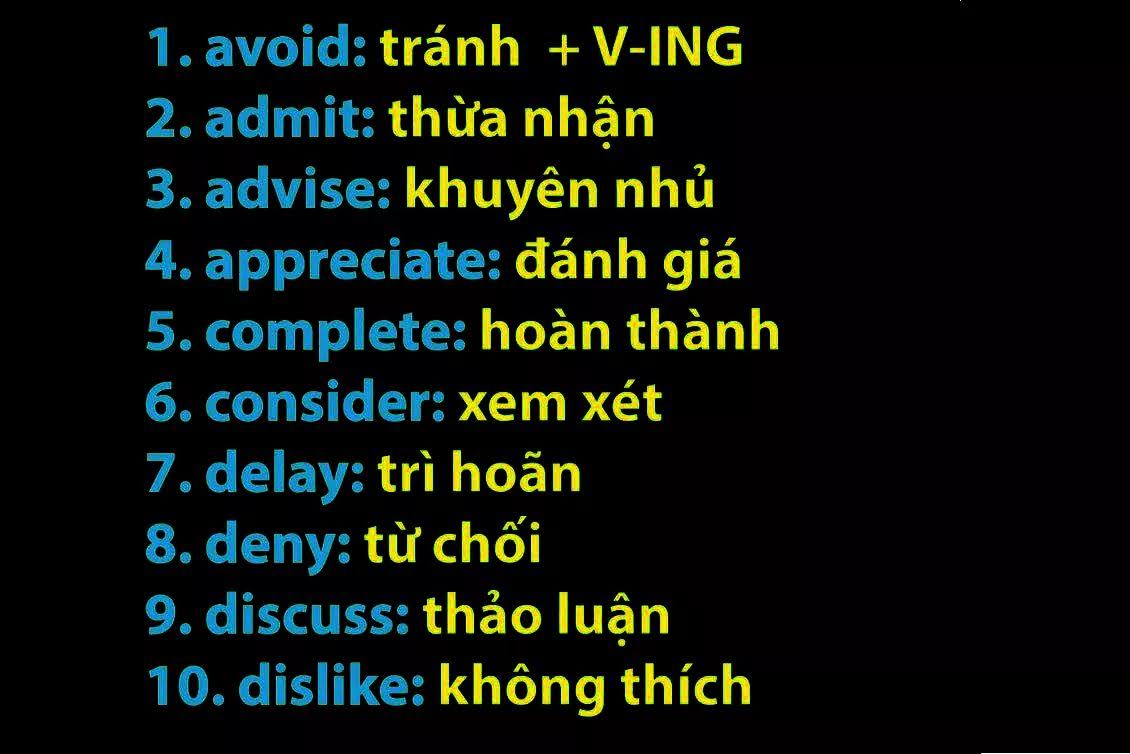 1. avoid: tránh + V-ING
2. admit: thừa nhận
3. advise: khuyên nhủ
4. appreciate: đánh giá
5. complete: hoàn thành
6. consider: xem xét
7. delay: trì hoãn
8. deny: từ chối
9. discuss: thảo luận
10. dislike: không thích